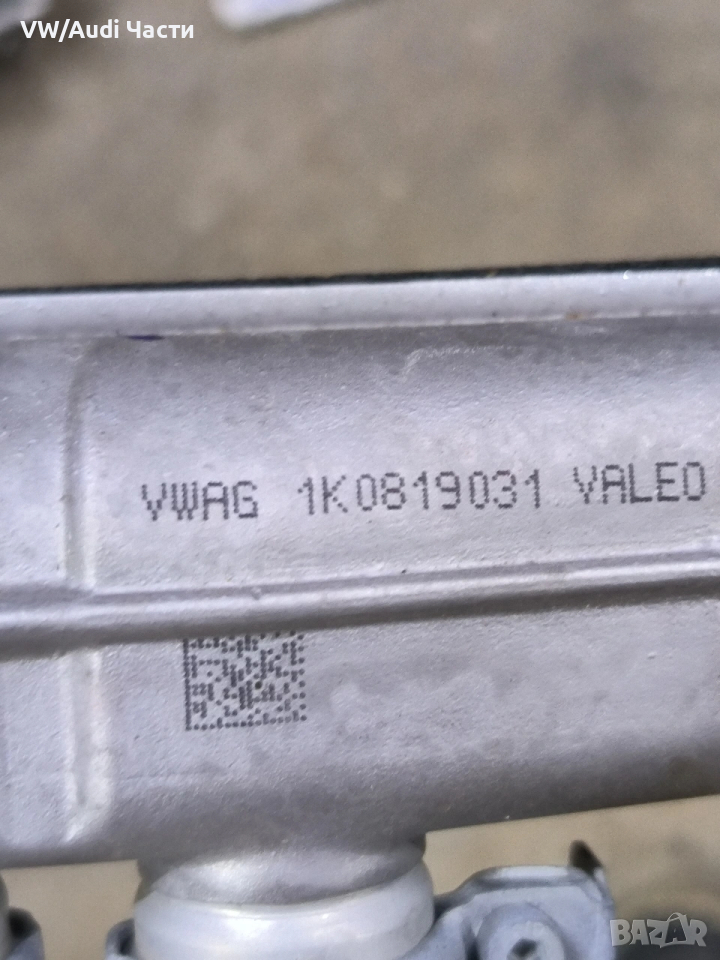 VW/Audi Части
VWAG 1K0819031 VALEO
BAZAR